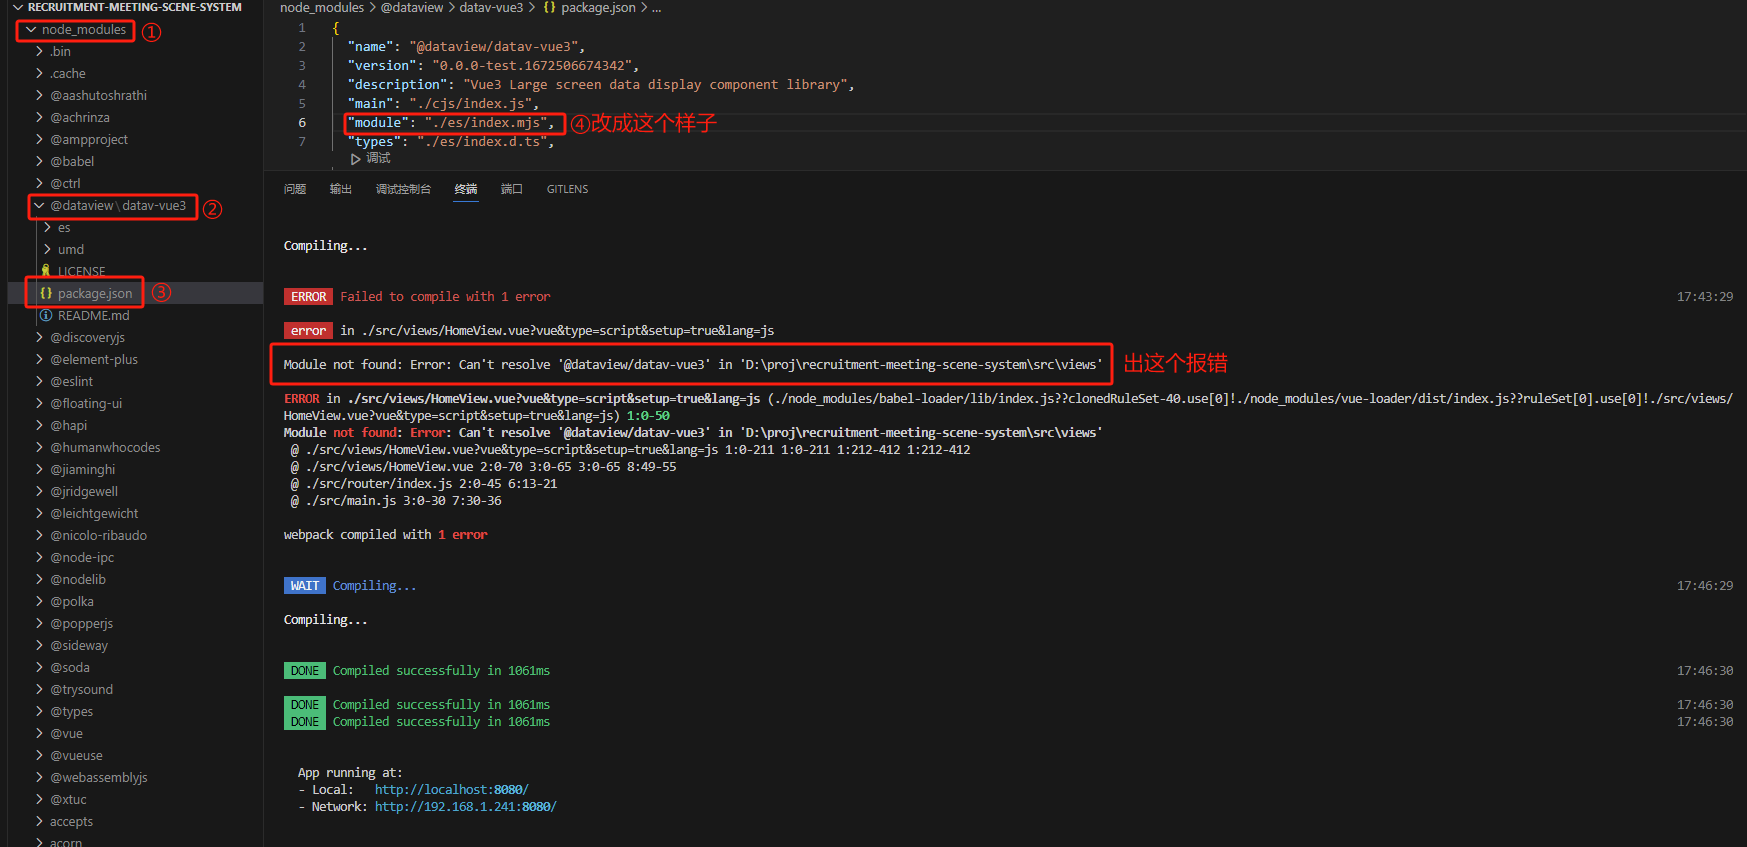 RECRUITMENT-MEETING-SCENE-SYSTEM
node_modules ①
.bin
.cache
@aashutoshrathi
@achrinza
@ampproject
@babel
@ctrl
@dataview\datav-vue3 ②
es
umd
LICENSE
{} package.json ③
README.md
@discoveryjs
@element-plus
@eslint
@floating-ui
@hapi
@humanwhocodes
@jiaminghi
@jridgewell
@leichtgewicht
@nicolo-ribaudo
@node-ipc
@nodelib
@polka
@popperjs
@sideway
@soda
@trysound
@types
@vue
@vueuse
@webassemblyjs
@xtuc
accepts
acorn
node_modules > @dataview > datav-vue3 > {} package.json > ...
1 {
2 "name": "@dataview/datav-vue3",
3 "version": "0.0.0-test.1672506674342",
4 "description": "Vue3 Large screen data display component library",
5 "main": "./cjs/index.js",
6 "module": "./es/index.mjs", ④改成这个样子
7 "types": "./es/index.d.ts",
调试
问题 输出 调试控制台 终端 端口 GITLENS
Compiling...
ERROR Failed to compile with 1 error 17:43:29
error in ./src/views/HomeView.vue?vue&type=script&setup=true&lang=js
Module not found: Error: Can't resolve '@dataview/datav-vue3' in 'D:\proj\recruitment-meeting-scene-system\src\views' 出这个报错
ERROR in ./src/views/HomeView.vue?vue&type=script&setup=true&lang=js (./node_modules/babel-loader/lib/index.js??clonedRuleSet-40.use[0]!./node_modules/vue-loader/dist/index.js??ruleSet[0].use[0]!./src/views/
HomeView.vue?vue&type=script&setup=true&lang=js) 1:0-50
Module not found: Error: Can't resolve '@dataview/datav-vue3' in 'D:\proj\recruitment-meeting-scene-system\src\views'
@ ./src/views/HomeView.vue?vue&type=script&setup=true&lang=js 1:0-211 1:0-211 1:212-412 1:212-412
@ ./src/views/HomeView.vue 2:0-70 3:0-65 3:0-65 8:49-55
@ ./src/router/index.js 2:0-45 6:13-21
@ ./src/main.js 3:0-30 7:30-36
webpack compiled with 1 error
WAIT Compiling... 17:46:29
Compiling...
DONE Compiled successfully in 1061ms 17:46:30
DONE Compiled successfully in 1061ms 17:46:30
DONE Compiled successfully in 1061ms 17:46:30
App running at:
- Local: http://localhost:8080/
- Network: http://192.168.1.241:8080/